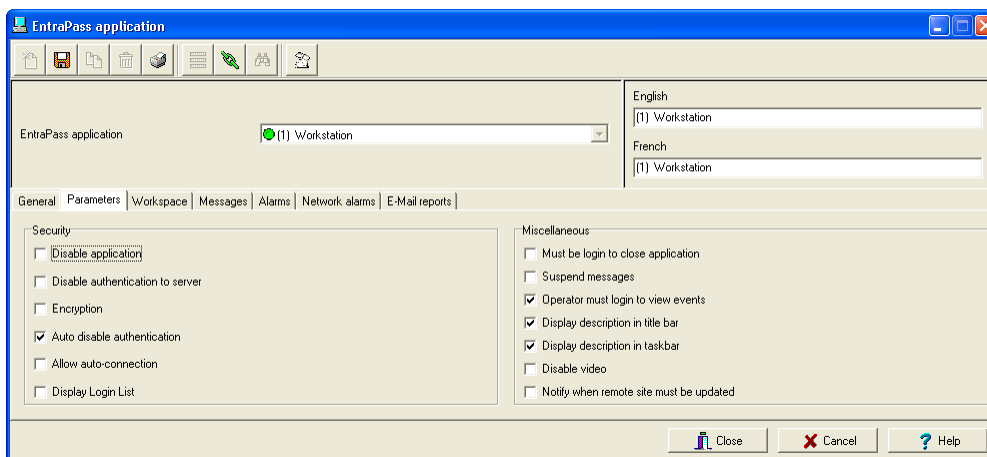 EntraPass application
English
(1) Workstation
EntraPass application
(1) Workstation
French
(1) Workstation
General
Parameters
Workspace
Messages
Alarms
Network alarms
E-Mail reports
Security
Disable application
Disable authentication to server
Encryption
Auto disable authentication
Allow auto-connection
Display Login List
Miscellaneous
Must be login to close application
Suspend messages
Operator must login to view events
Display description in title bar
Display description in taskbar
Disable video
Notify when remote site must be updated
Close
Cancel
? Help